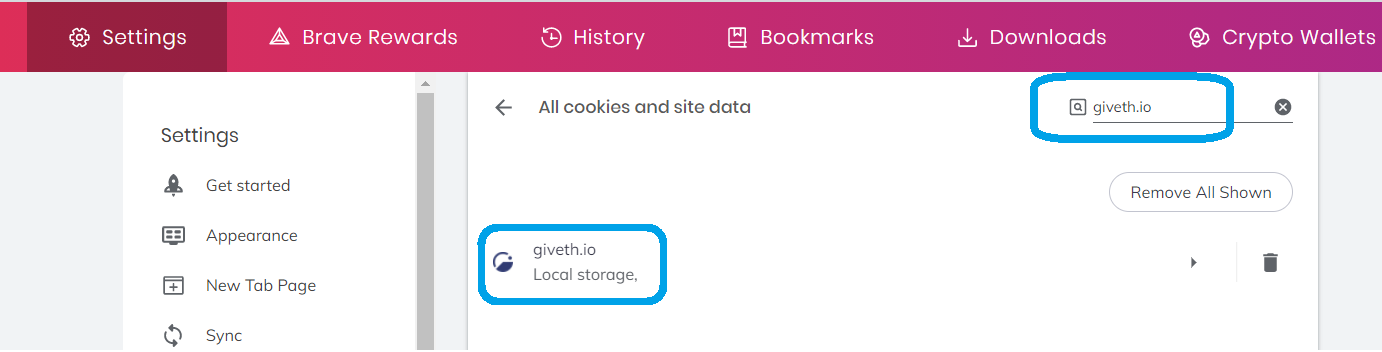 Settings
Brave Rewards
History
Bookmarks
Downloads
Crypto Wallets
Settings
Get started
Appearance
New Tab Page
Sync
All cookies and site data
giveth.io
Remove All Shown
giveth.io
Local storage,